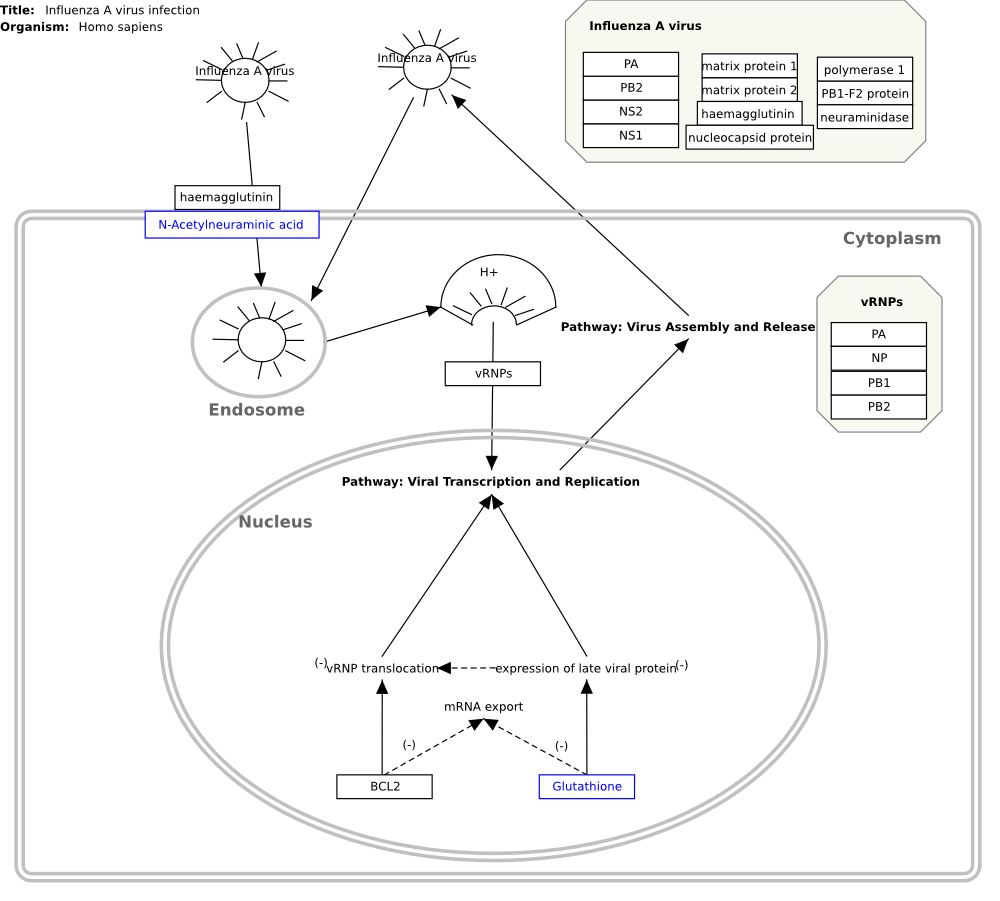 Title: Influenza A virus infection
Organism: Homo sapiens
Influenza A virus
Influenza A virus
Influenza A virus
PA
PB2
NS2
NS1
matrix protein 1
matrix protein 2
haemagglutinin
nucleocapsid protein
polymerase 1
PB1-F2 protein
neuraminidase
haemagglutinin
N-Acetylneuraminic acid
Cytoplasm
H+
Pathway: Virus Assembly and Release
vRNPs
PA
NP
PB1
PB2
vRNPs
Endosome
Pathway: Viral Transcription and Replication
Nucleus
(-)
vRNP translocation
expression of late viral protein
(-)
mRNA export
(-)
(-)
BCL2
Glutathione